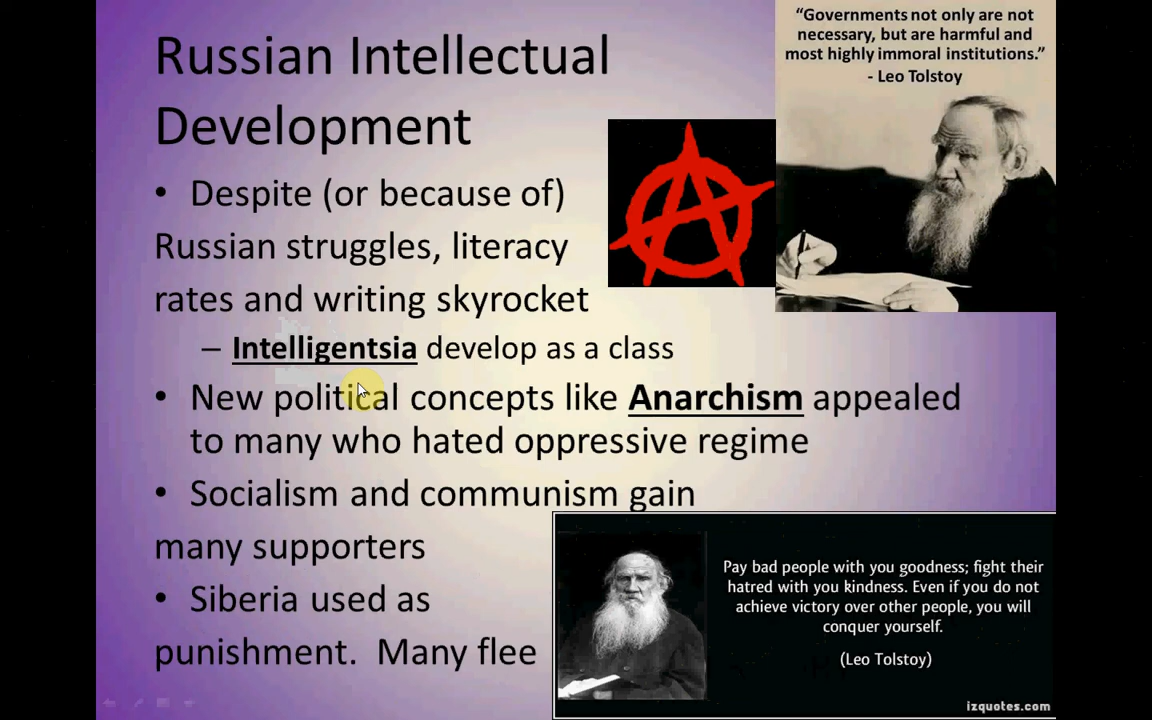 Russian Intellectual
Development
• Despite (or because of)
Russian struggles, literacy
rates and writing skyrocket
– Intelligentsia develop as a class
• New political concepts like Anarchism appealed
to many who hated oppressive regime
• Socialism and communism gain
many supporters
• Siberia used as
punishment. Many flee
“Governments not only are not
necessary, but are harmful and
most highly immoral institutions.”
- Leo Tolstoy
Pay bad people with you goodness; fight their
hatred with you kindness. Even if you do not
achieve victory over other people, you will
conquer yourself.
(Leo Tolstoy)
izquotes.com